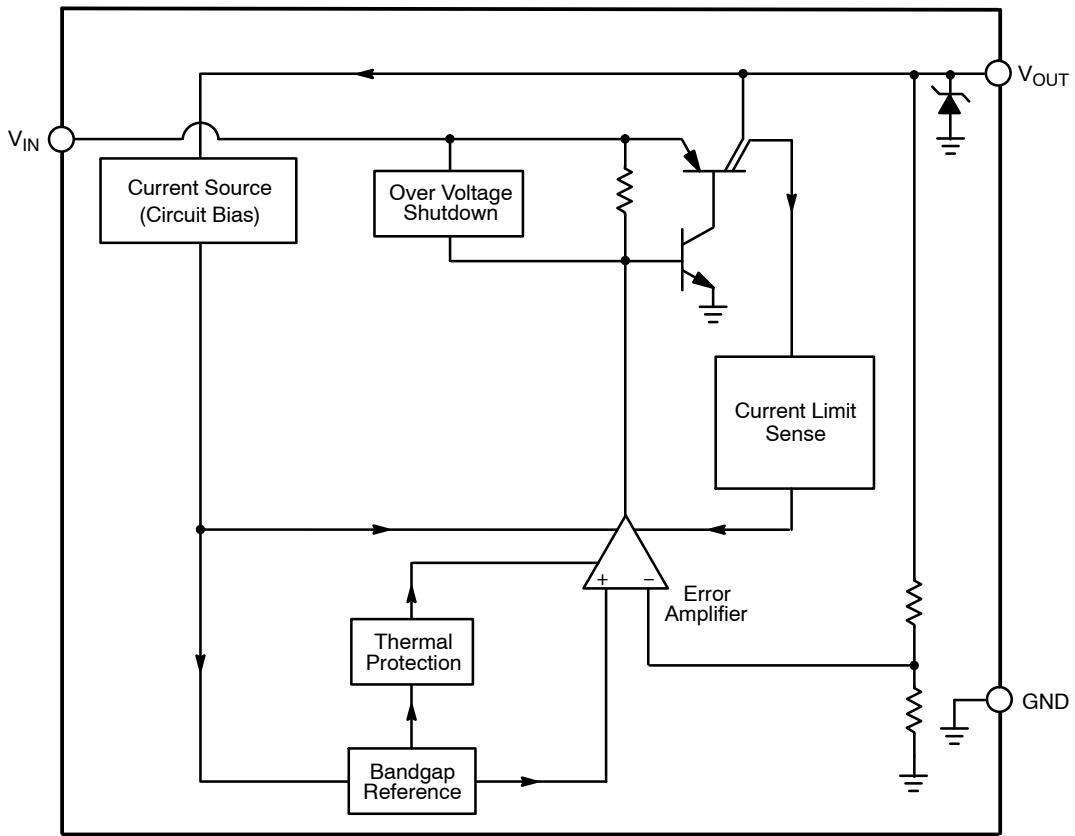 V_OUT
V_IN
Current Source
(Circuit Bias)
Over Voltage
Shutdown
Current Limit
Sense
+ −
Error
Amplifier
Thermal
Protection
GND
Bandgap
Reference